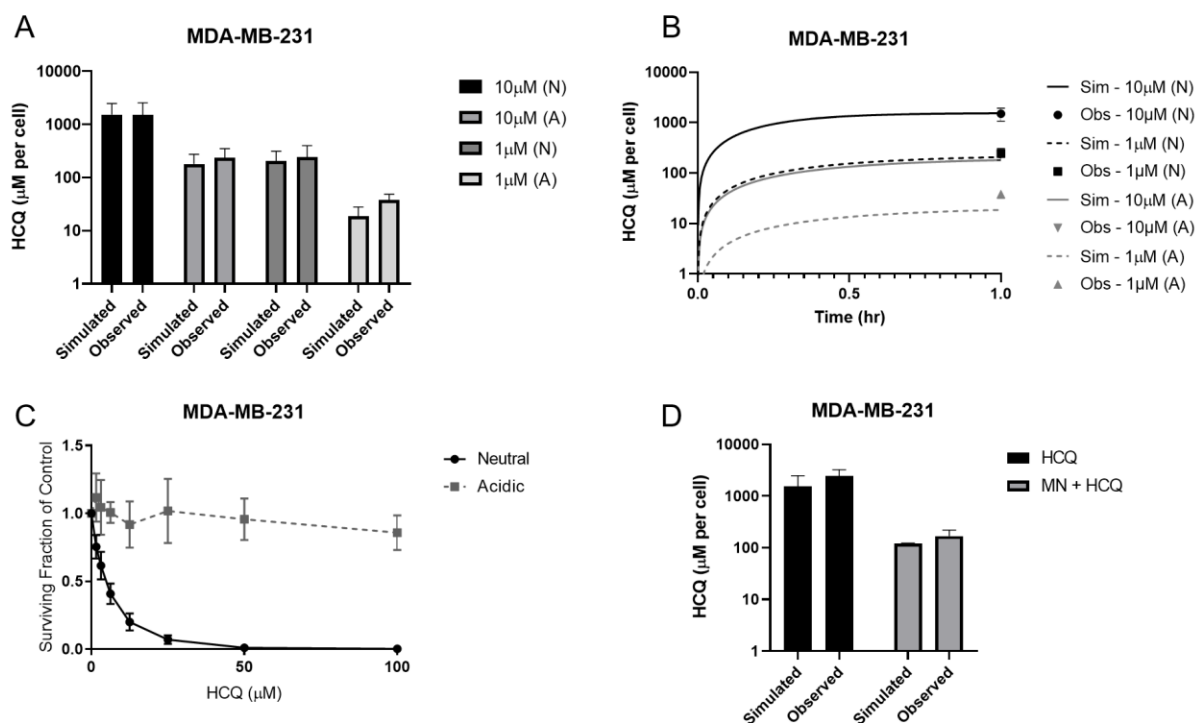 A
MDA-MB-231
HCQ (μM per cell)
10000
1000
100
10
1
Simulated
Observed
Simulated
Observed
Simulated
Observed
Simulated
Observed
10μM (N)
10μM (A)
1μM (N)
1μM (A)
B
MDA-MB-231
HCQ (μM per cell)
10000
1000
100
10
1
0.0
0.5
1.0
Time (hr)
Sim - 10μM (N)
Obs - 10μM (N)
Sim - 1μM (N)
Obs - 1μM (N)
Sim - 10μM (A)
Obs - 10μM (A)
Sim - 1μM (A)
Obs - 1μM (A)
C
MDA-MB-231
Surviving Fraction of Control
1.5
1.0
0.5
0.0
0
50
100
HCQ (μM)
Neutral
Acidic
D
MDA-MB-231
HCQ (μM per cell)
10000
1000
100
10
1
Simulated
Observed
Simulated
Observed
HCQ
MN + HCQ